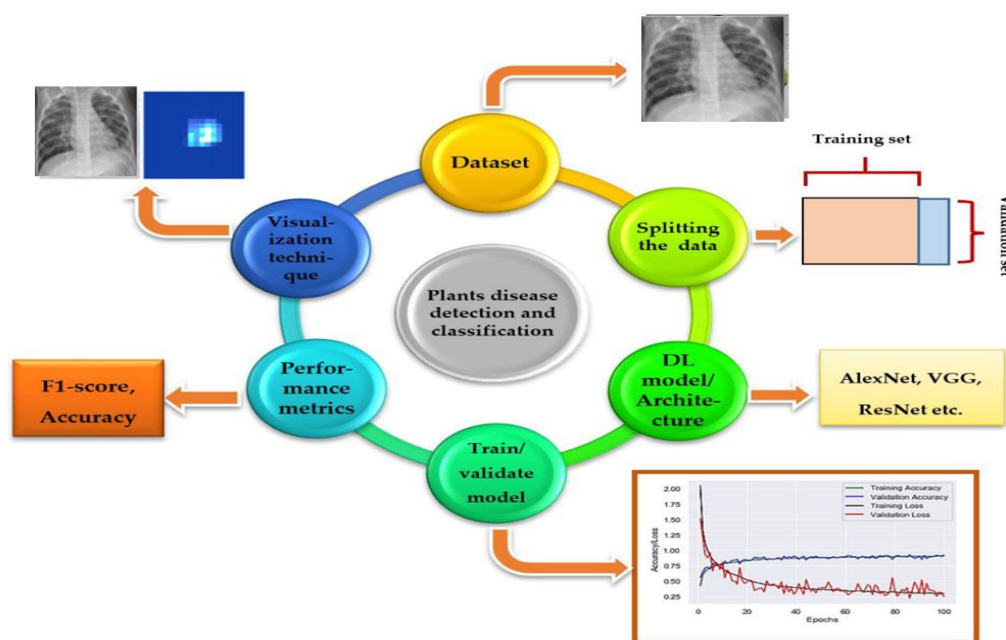 Dataset
Training set
Splitting
the data
Validation set
Visual-
ization
techni-
que
Plants disease
detection and
classification
Perfor-
mance
metrics
DL
model/
Archite-
cture
F1-score,
Accuracy
AlexNet, VGG,
ResNet etc.
Train/
validate
model
Training Accuracy
Validation Accuracy
Training Loss
Validation Loss
Accuracy/Loss
2.00
1.75
1.50
1.25
1.00
0.75
0.50
0.25
0
20
40
60
80
100
Epochs